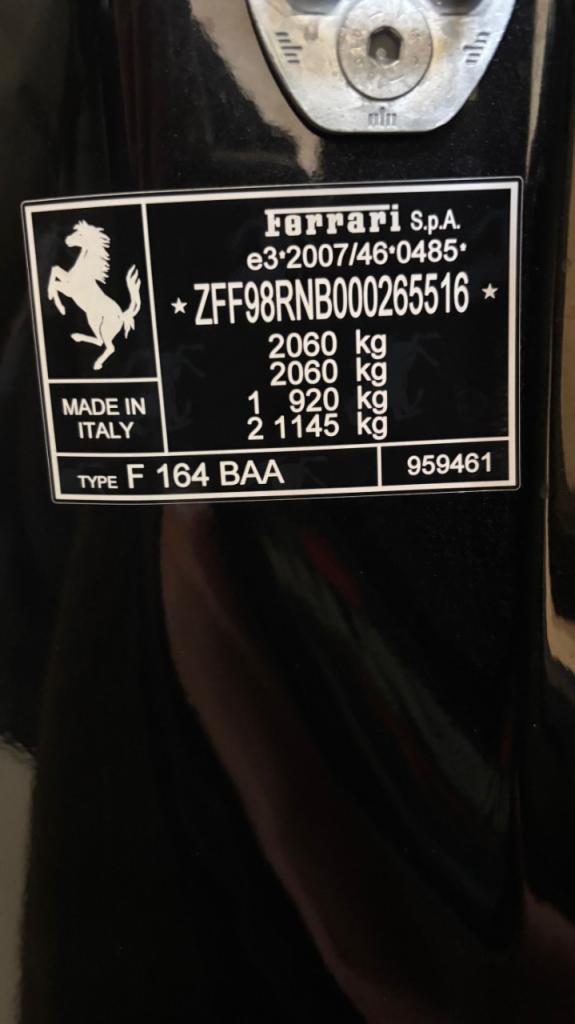 Ferrari S.p.A.
e3*2007/46*0485*
* ZFF98RNB000265516 *
2060 kg
2060 kg
1 920 kg
2 1145 kg
MADE IN
ITALY
TYPE F 164 BAA
959461